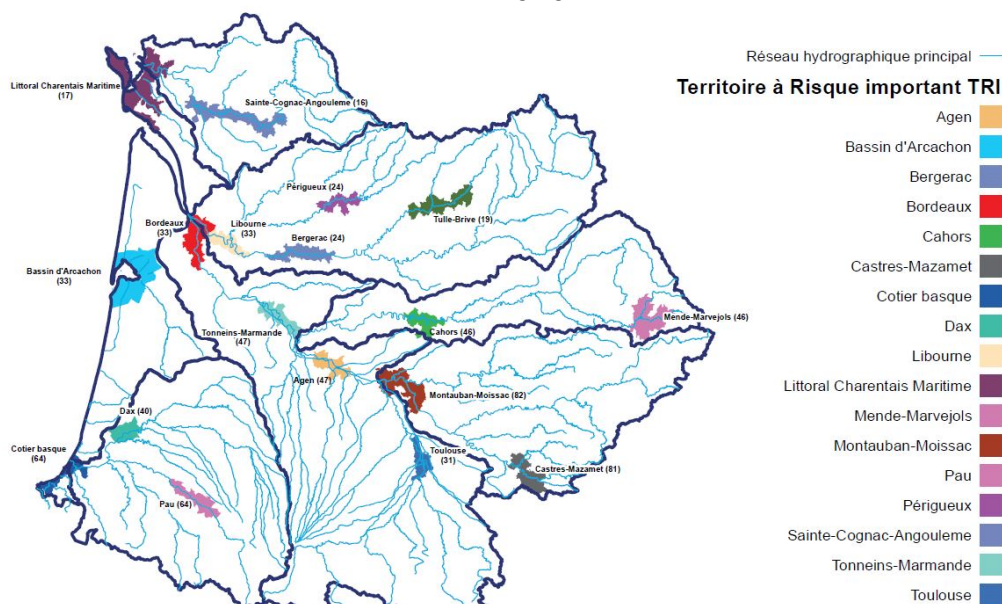 Littoral Charentais Maritime
(17)
Sainte-Cognac-Angouleme (16)
Périgueux (24)
Tulle-Brive (19)
Bordeaux
(33)
Libourne
(33)
Bergerac (24)
Bassin d'Arcachon
(33)
Tonneins-Marmande
(47)
Cahors (46)
Mende-Marvejols (46)
Agen (47)
Montauban-Moissac (82)
Dax (40)
Cotier basque
(64)
Toulouse
(31)
Castres-Mazamet (81)
Pau (64)
Réseau hydrographique principal
Territoire à Risque important TRI
Agen
Bassin d'Arcachon
Bergerac
Bordeaux
Cahors
Castres-Mazamet
Cotier basque
Dax
Libourne
Littoral Charentais Maritime
Mende-Marvejols
Montauban-Moissac
Pau
Périgueux
Sainte-Cognac-Angouleme
Tonneins-Marmande
Toulouse